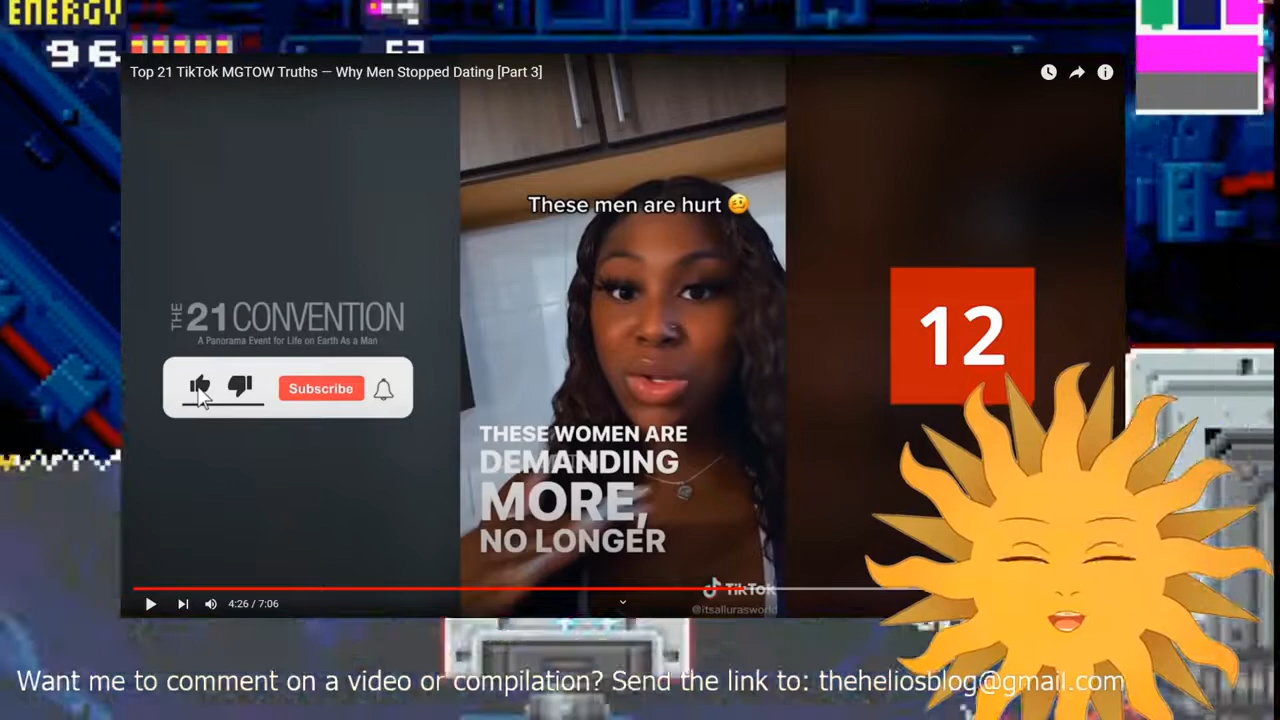 ENERGY
96
53
Top 21 TikTok MGTOW Truths — Why Men Stopped Dating [Part 3]
These men are hurt 🥴
THE 21 CONVENTION
A Panorama Event for Life on Earth As a Man
12
Subscribe
THESE WOMEN ARE
DEMANDING
MORE,
NO LONGER
TikTok
@itsallurasworld
4:26 / 7:06
Want me to comment on a video or compilation? Send the link to: theheliosblog@gmail.com